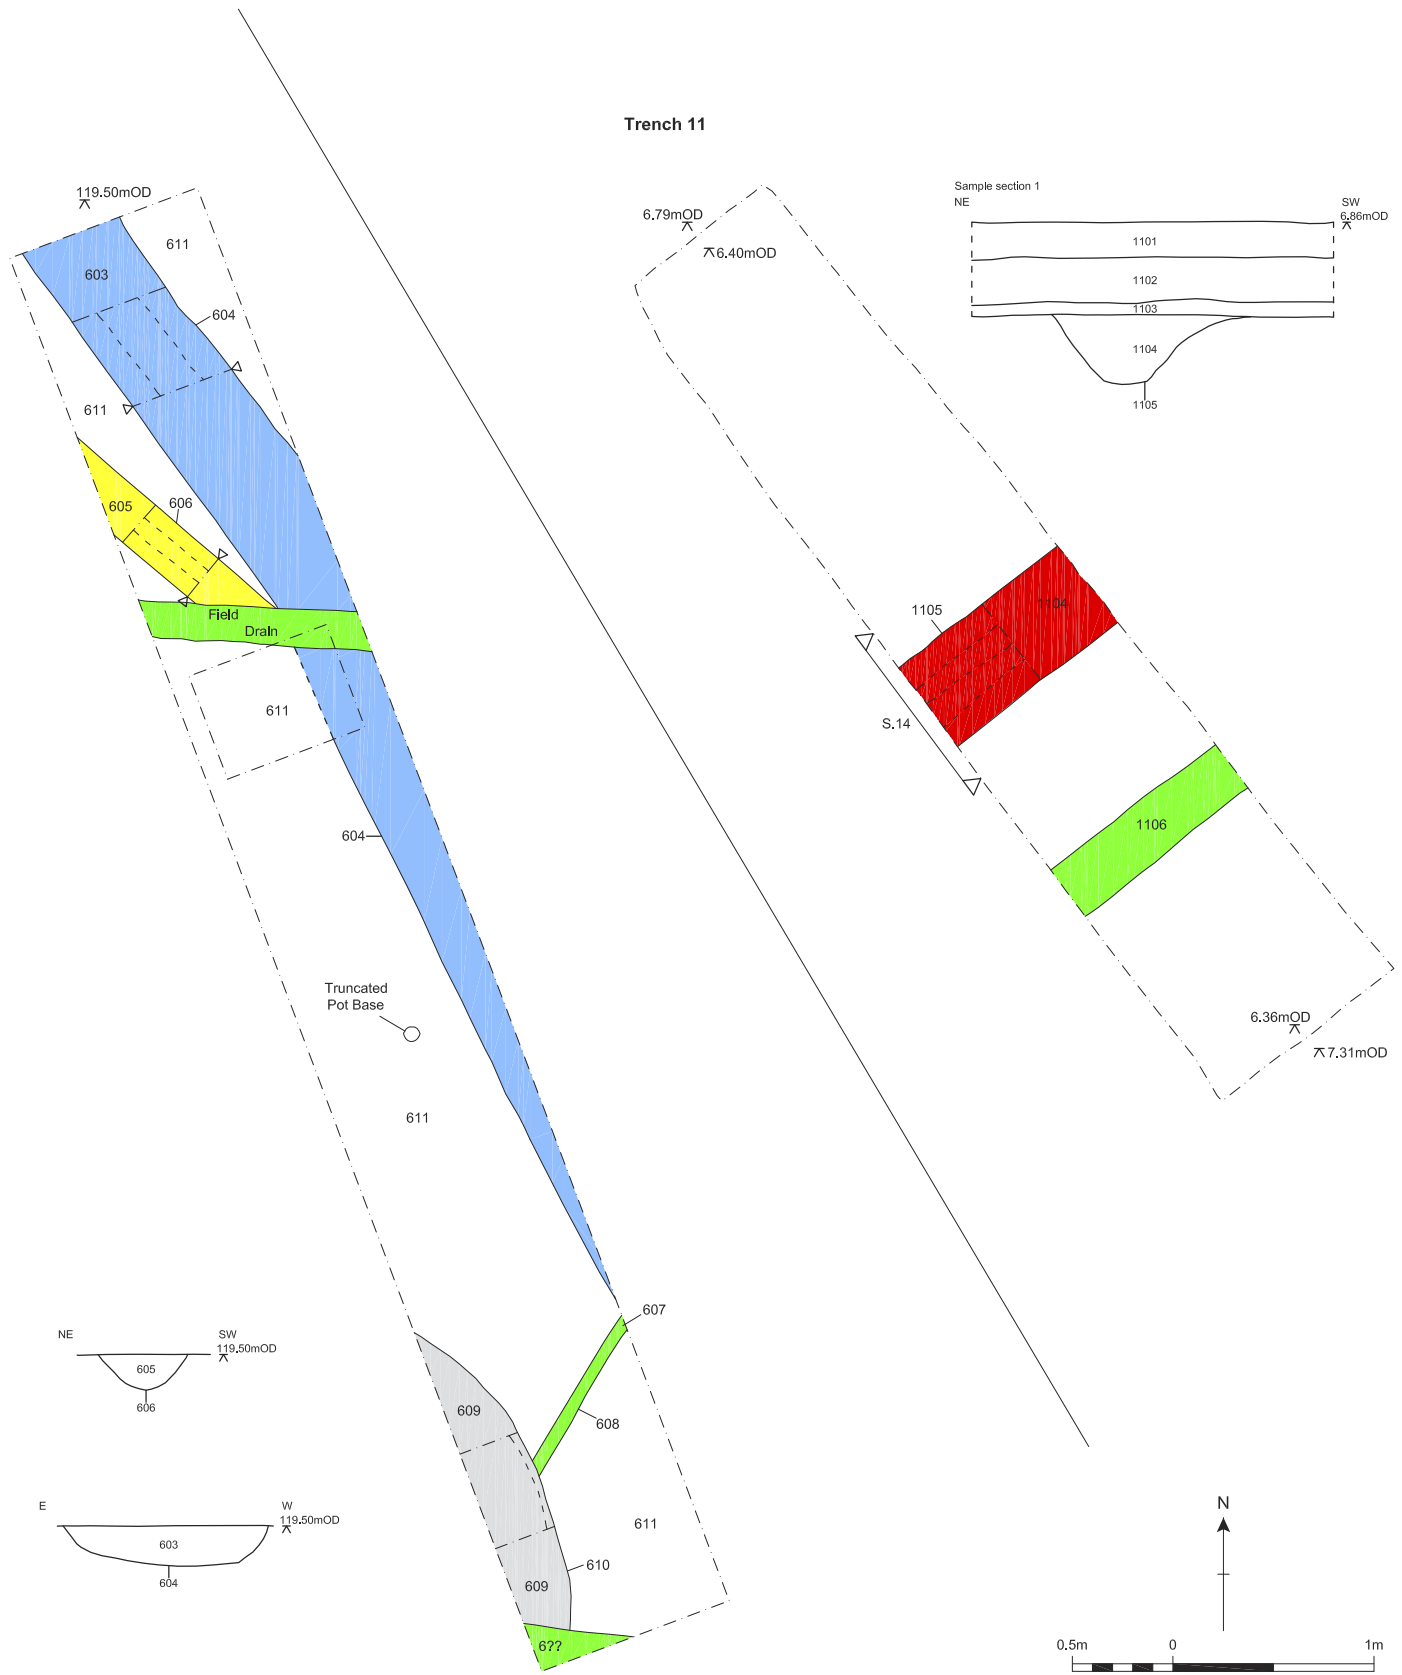 Trench 11
119.50mOD
611
603
604
611
605
606
Field
Drain
611
604
Truncated
Pot Base
611
607
608
609
611
610
609
6??
NE
SW
119.50mOD
605
606
E
W
119.50mOD
603
604
6.79mOD
6.40mOD
Sample section 1
NE
SW
6.86mOD
1101
1102
1103
1104
1105
1105
1104
S.14
1106
6.36mOD
7.31mOD
N
0.5m
0
1m